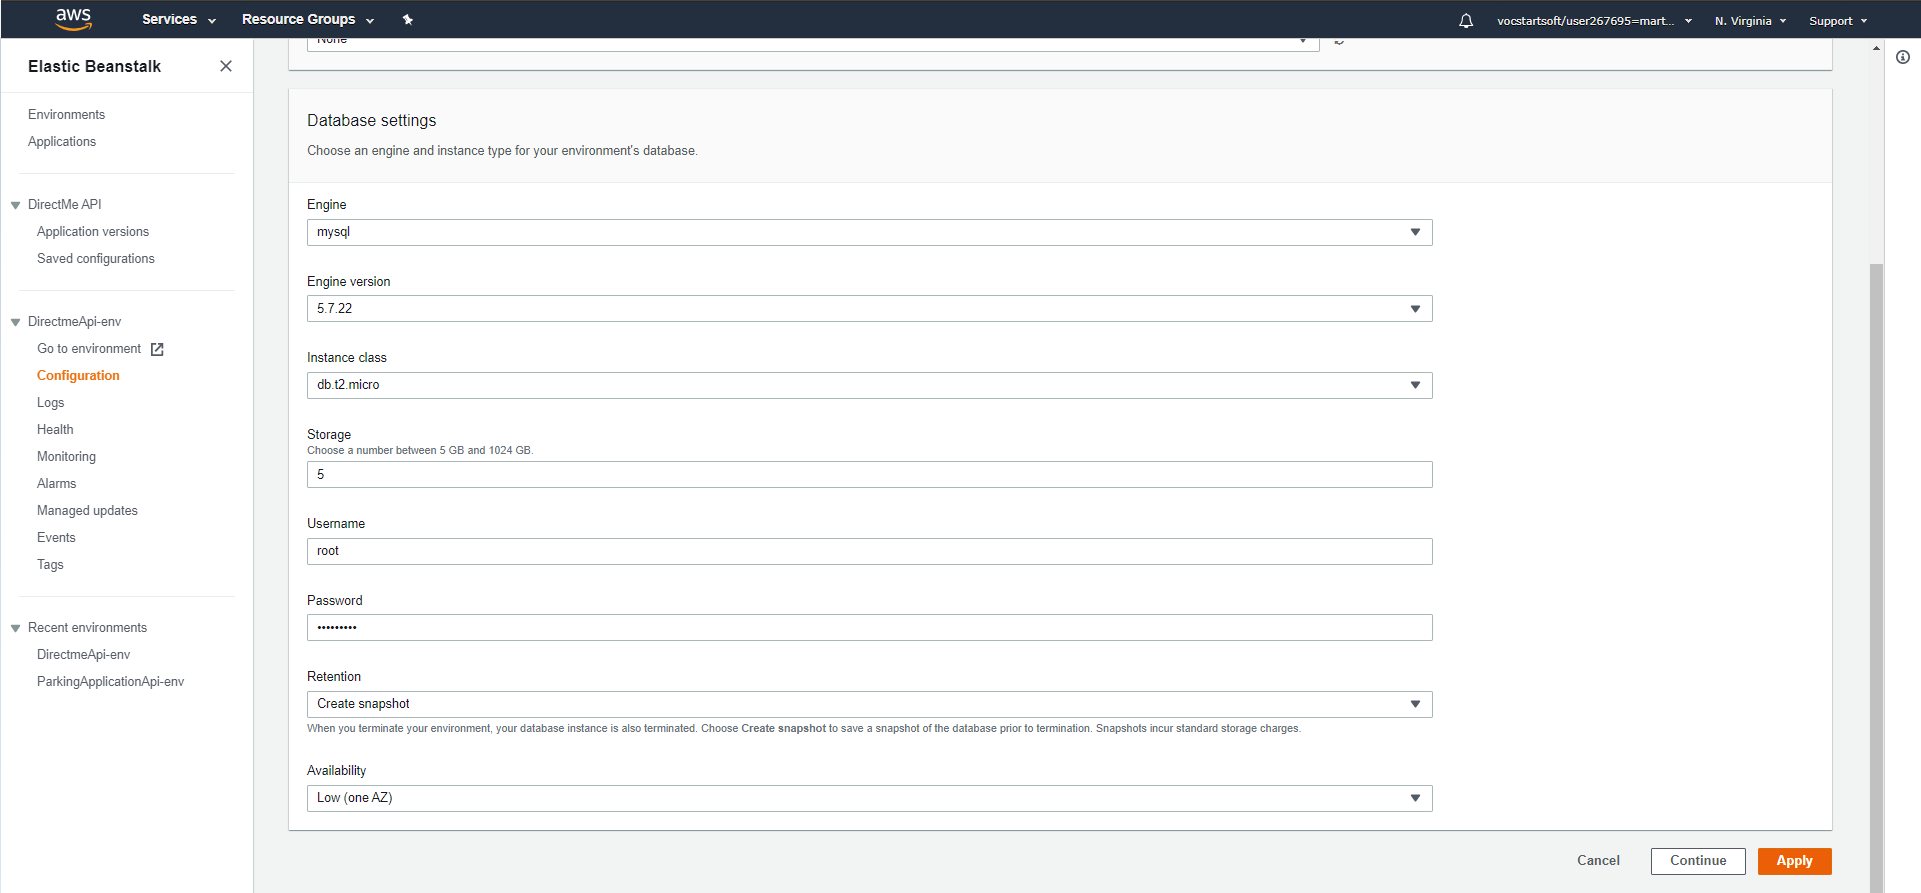 aws
Services
Resource Groups
vocstartsoft/user267695=mart...
N. Virginia
Support
Elastic Beanstalk
Environments
Applications
DirectMe API
Application versions
Saved configurations
DirectmeApi-env
Go to environment
Configuration
Logs
Health
Monitoring
Alarms
Managed updates
Events
Tags
Recent environments
DirectmeApi-env
ParkingApplicationApi-env
None
Database settings
Choose an engine and instance type for your environment's database.
Engine
mysql
Engine version
5.7.22
Instance class
db.t2.micro
Storage
Choose a number between 5 GB and 1024 GB.
5
Username
root
Password
•••••••••
Retention
Create snapshot
When you terminate your environment, your database instance is also terminated. Choose Create snapshot to save a snapshot of the database prior to termination. Snapshots incur standard storage charges.
Availability
Low (one AZ)
Cancel
Continue
Apply